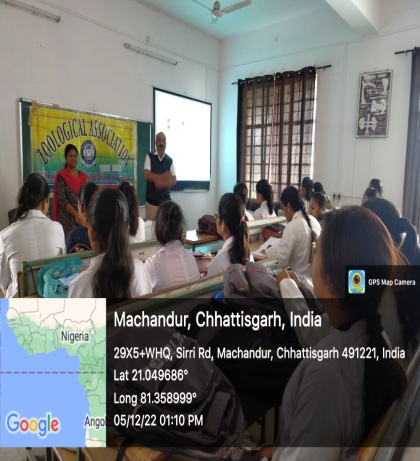 ZOOLOGICAL ASSOCIATION
GPS Map Camera
Machandur, Chhattisgarh, India
29X5+WHQ, Sirri Rd, Machandur, Chhattisgarh 491221, India
Lat 21.049686°
Long 81.358999°
05/12/22 01:10 PM
Nigeria
Angol
Google